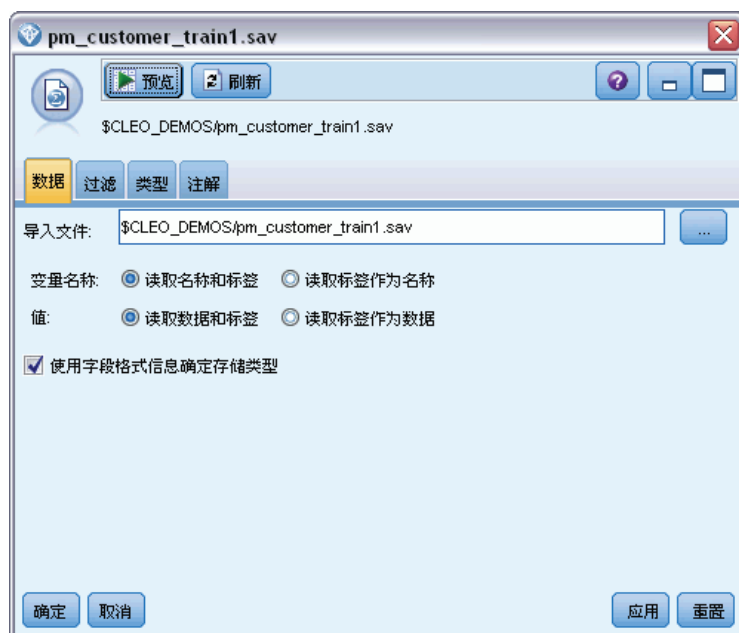 pm_customer_train1.sav
预览 刷新
$CLEO_DEMOS/pm_customer_train1.sav
数据 过滤 类型 注解
导入文件: $CLEO_DEMOS/pm_customer_train1.sav ...
变量名称: 读取名称和标签 读取标签作为名称
值: 读取数据和标签 读取标签作为数据
使用字段格式信息确定存储类型
确定 取消 应用 重置